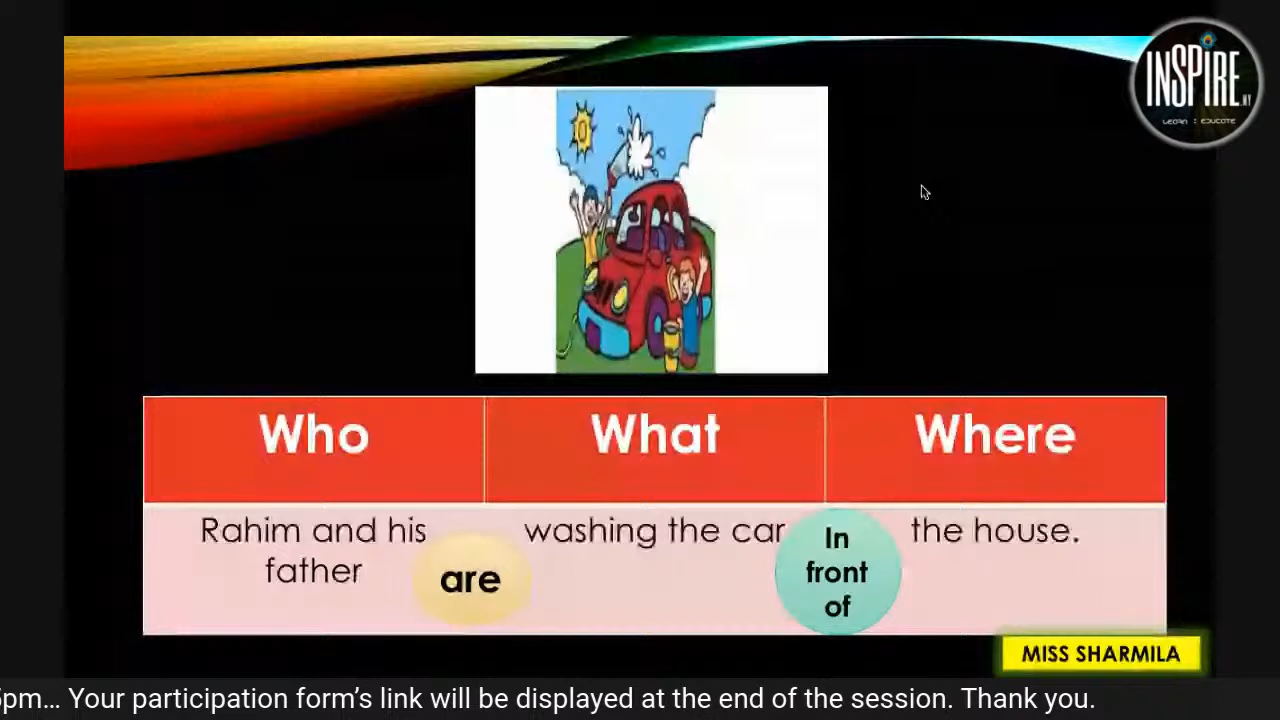 INSPIRE.MY
LEARN : EDUCATE
Who What Where
Rahim and his
father
are
washing the car
In
front
of
the house.
MISS SHARMILA
5pm… Your participation form’s link will be displayed at the end of the session. Thank you.